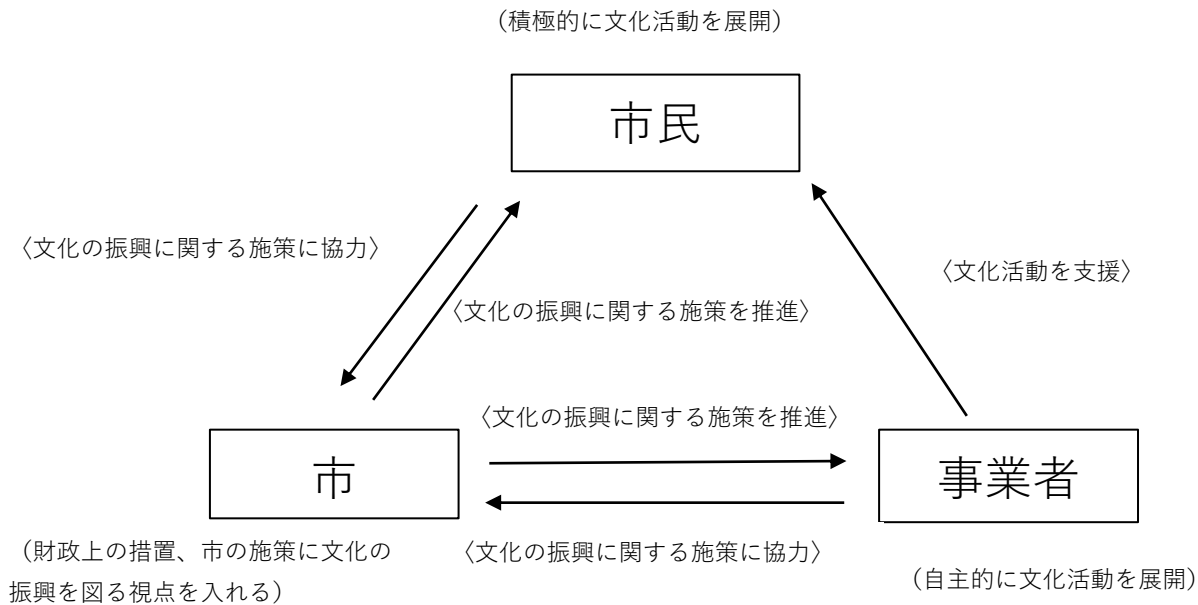 （積極的に文化活動を展開）
市民
〈文化の振興に関する施策に協力〉
〈文化活動を支援〉
〈文化の振興に関する施策を推進〉
〈文化の振興に関する施策を推進〉
市
事業者
（財政上の措置、市の施策に文化の
振興を図る視点を入れる）
〈文化の振興に関する施策に協力〉
（自主的に文化活動を展開）